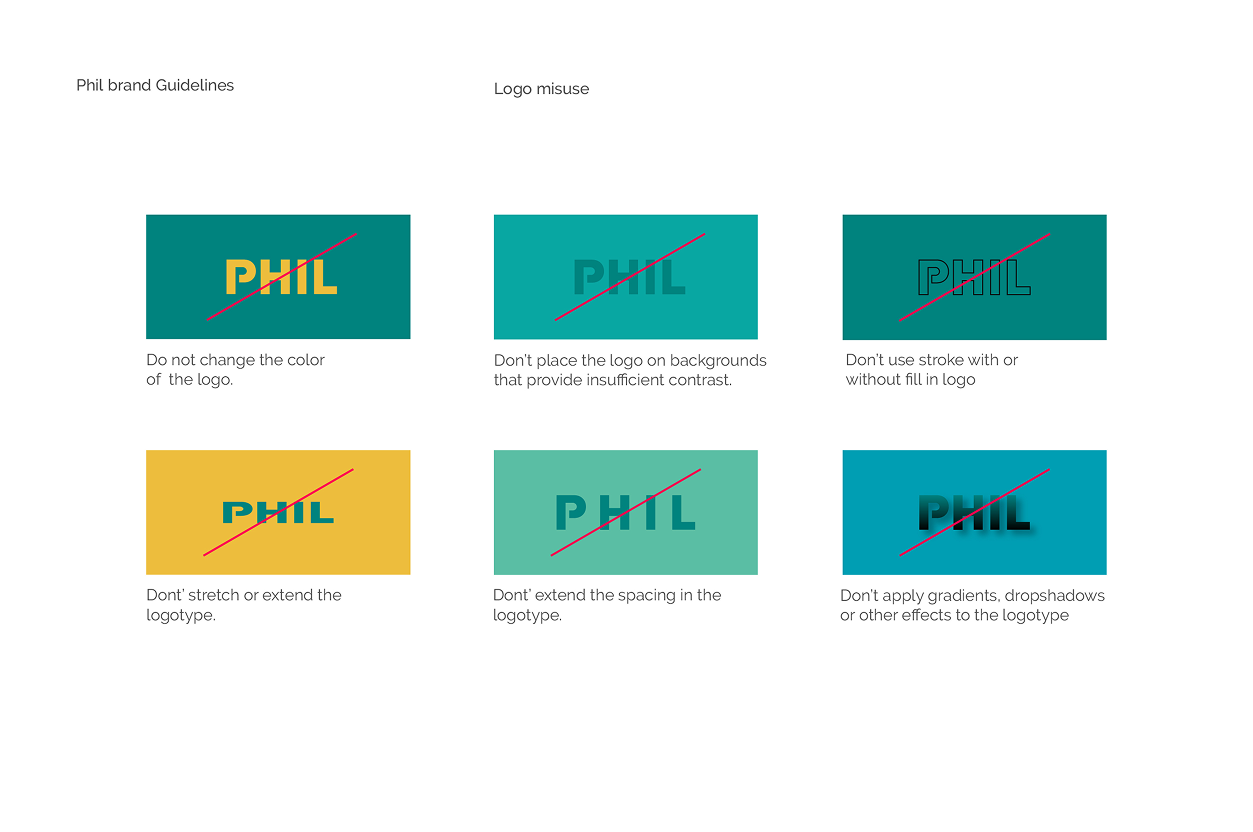 Phil brand Guidelines
Logo misuse
PHIL
PHIL
PHIL
Do not change the color
of  the logo.
Don't place the logo on backgrounds
that provide insufficient contrast.
Don't use stroke with or
without fill in logo
PHIL
PHIL
PHIL
Dont' stretch or extend the
logotype.
Dont' extend the spacing in the
logotype.
Don't apply gradients, dropshadows
or other effects to the logotype